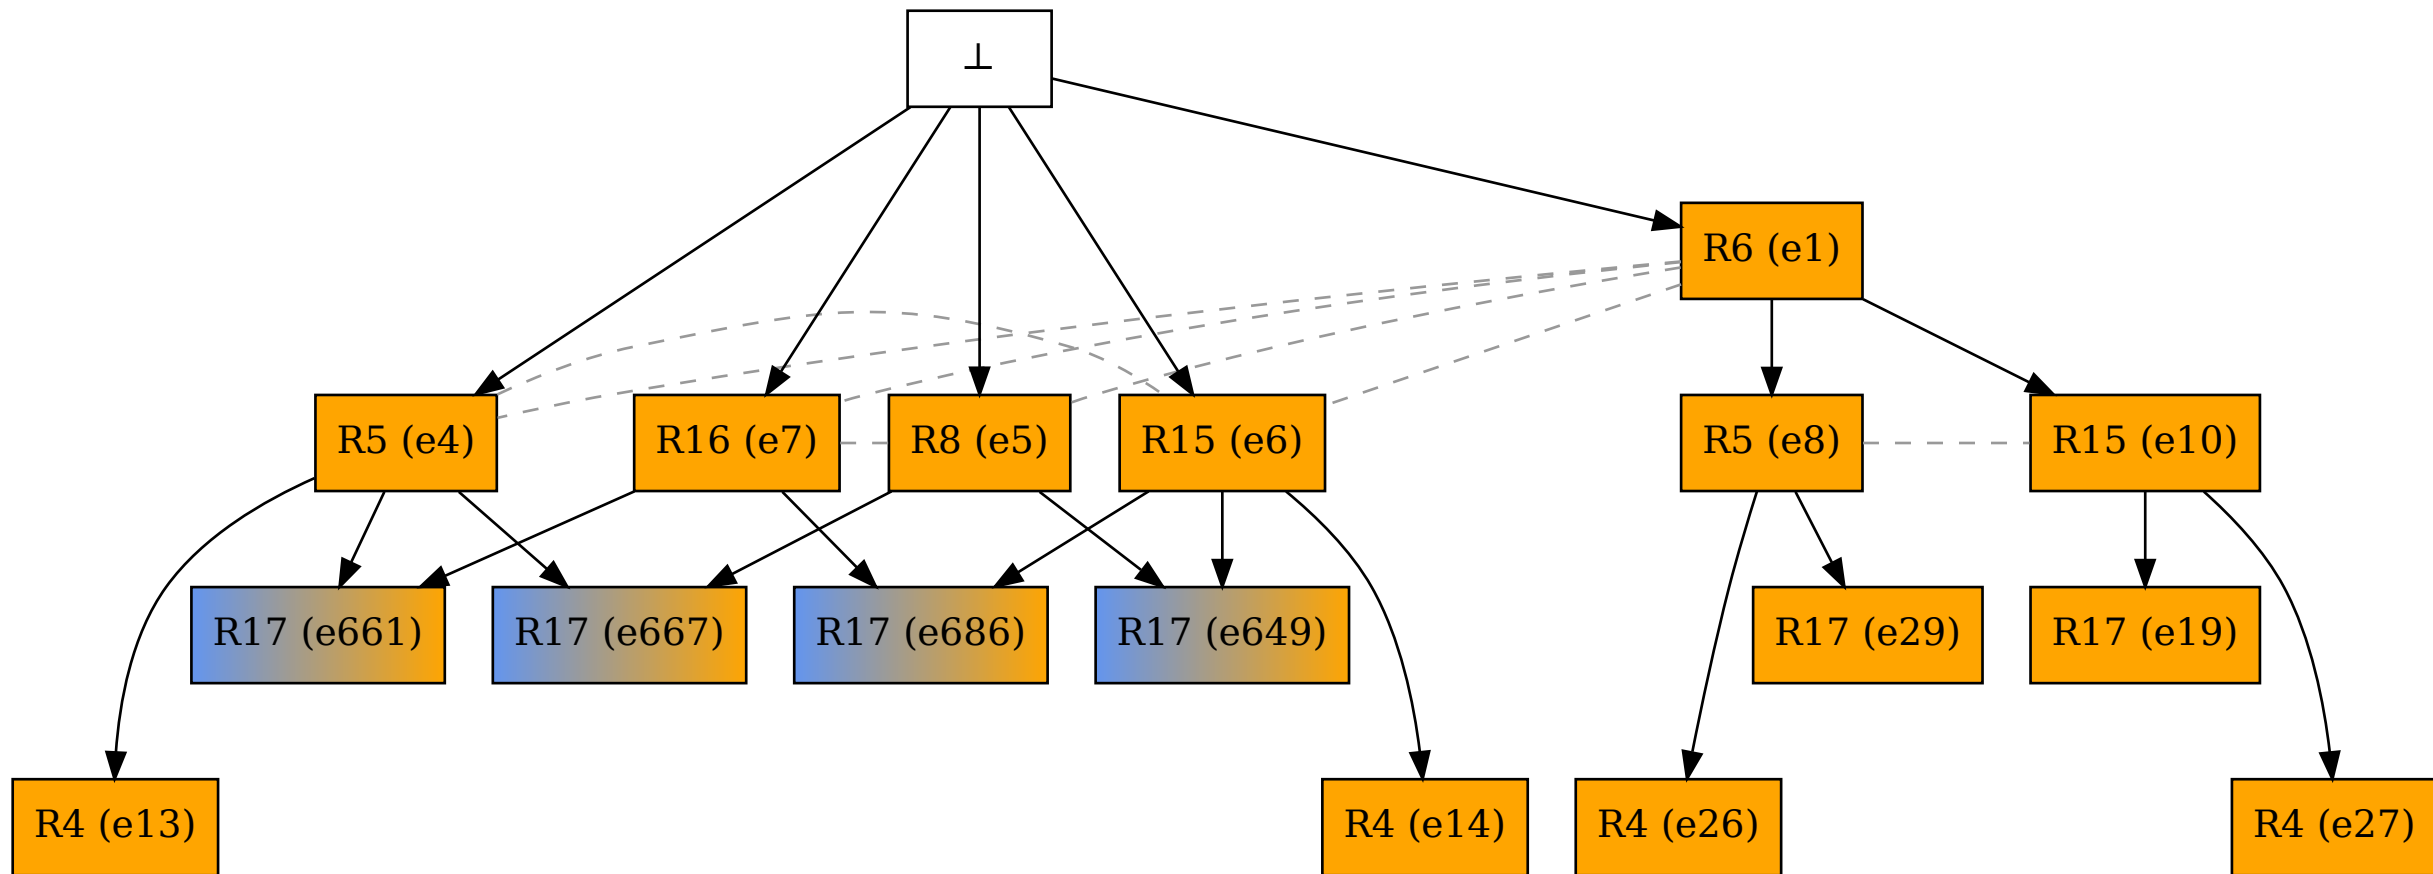 ⊥
R6 (e1)
R5 (e4)
R16 (e7)
R8 (e5)
R15 (e6)
R5 (e8)
R15 (e10)
R17 (e661)
R17 (e667)
R17 (e686)
R17 (e649)
R17 (e29)
R17 (e19)
R4 (e13)
R4 (e14)
R4 (e26)
R4 (e27)